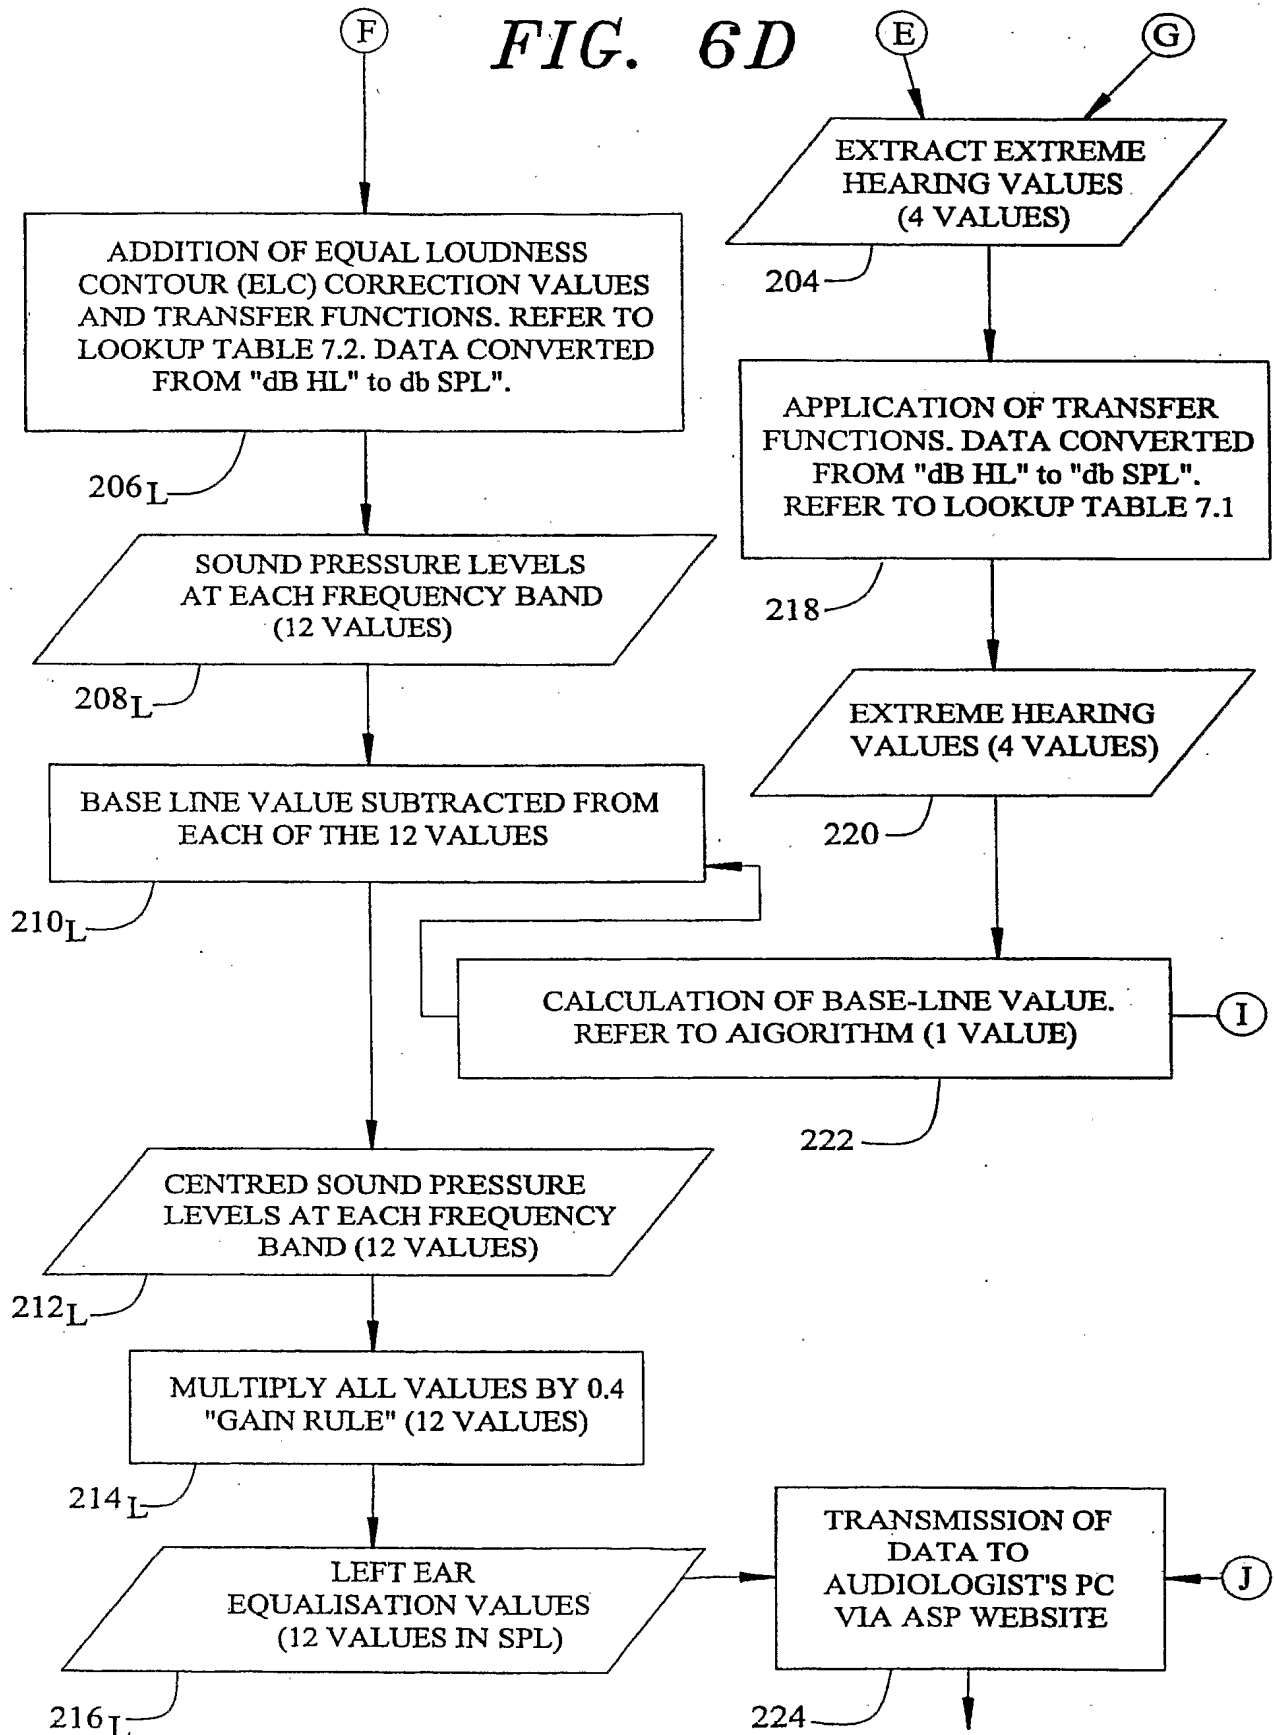 F
FIG. 6D
E
G
EXTRACT EXTREME
HEARING VALUES
(4 VALUES)
204
ADDITION OF EQUAL LOUDNESS
CONTOUR (ELC) CORRECTION VALUES
AND TRANSFER FUNCTIONS. REFER TO
LOOKUP TABLE 7.2. DATA CONVERTED
FROM "dB HL" to db SPL".
206L
APPLICATION OF TRANSFER
FUNCTIONS. DATA CONVERTED
FROM "dB HL" to "db SPL".
REFER TO LOOKUP TABLE 7.1
218
SOUND PRESSURE LEVELS
AT EACH FREQUENCY BAND
(12 VALUES)
208L
EXTREME HEARING
VALUES (4 VALUES)
220
BASE LINE VALUE SUBTRACTED FROM
EACH OF THE 12 VALUES
210L
CALCULATION OF BASE-LINE VALUE.
REFER TO AIGORITHM (1 VALUE)
I
222
CENTRED SOUND PRESSURE
LEVELS AT EACH FREQUENCY
BAND (12 VALUES)
212L
MULTIPLY ALL VALUES BY 0.4
"GAIN RULE" (12 VALUES)
214L
LEFT EAR
EQUALISATION VALUES
(12 VALUES IN SPL)
216L
TRANSMISSION OF
DATA TO
AUDIOLOGIST'S PC
VIA ASP WEBSITE
J
224